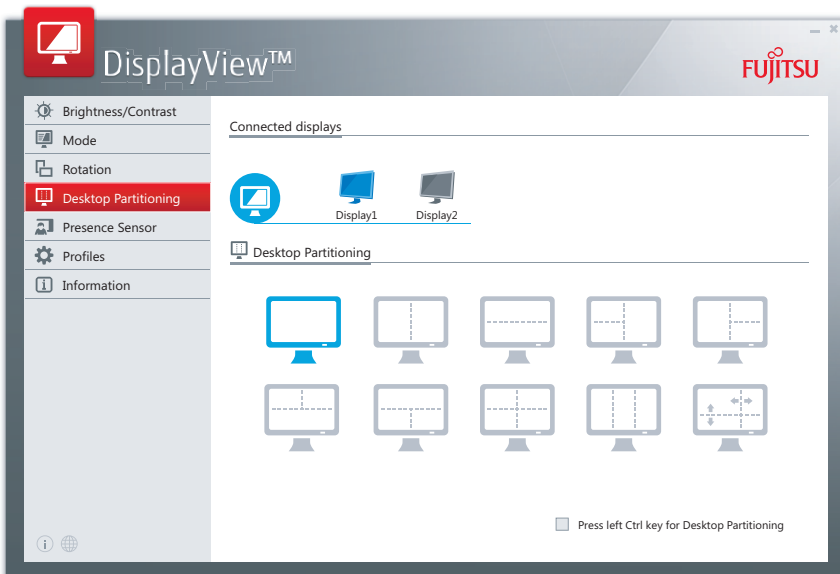 DisplayView™
FUJITSU
Brightness/Contrast
Mode
Rotation
Desktop Partitioning
Presence Sensor
Profiles
Information
Connected displays
Display1
Display2
Desktop Partitioning
Press left Ctrl key for Desktop Partitioning